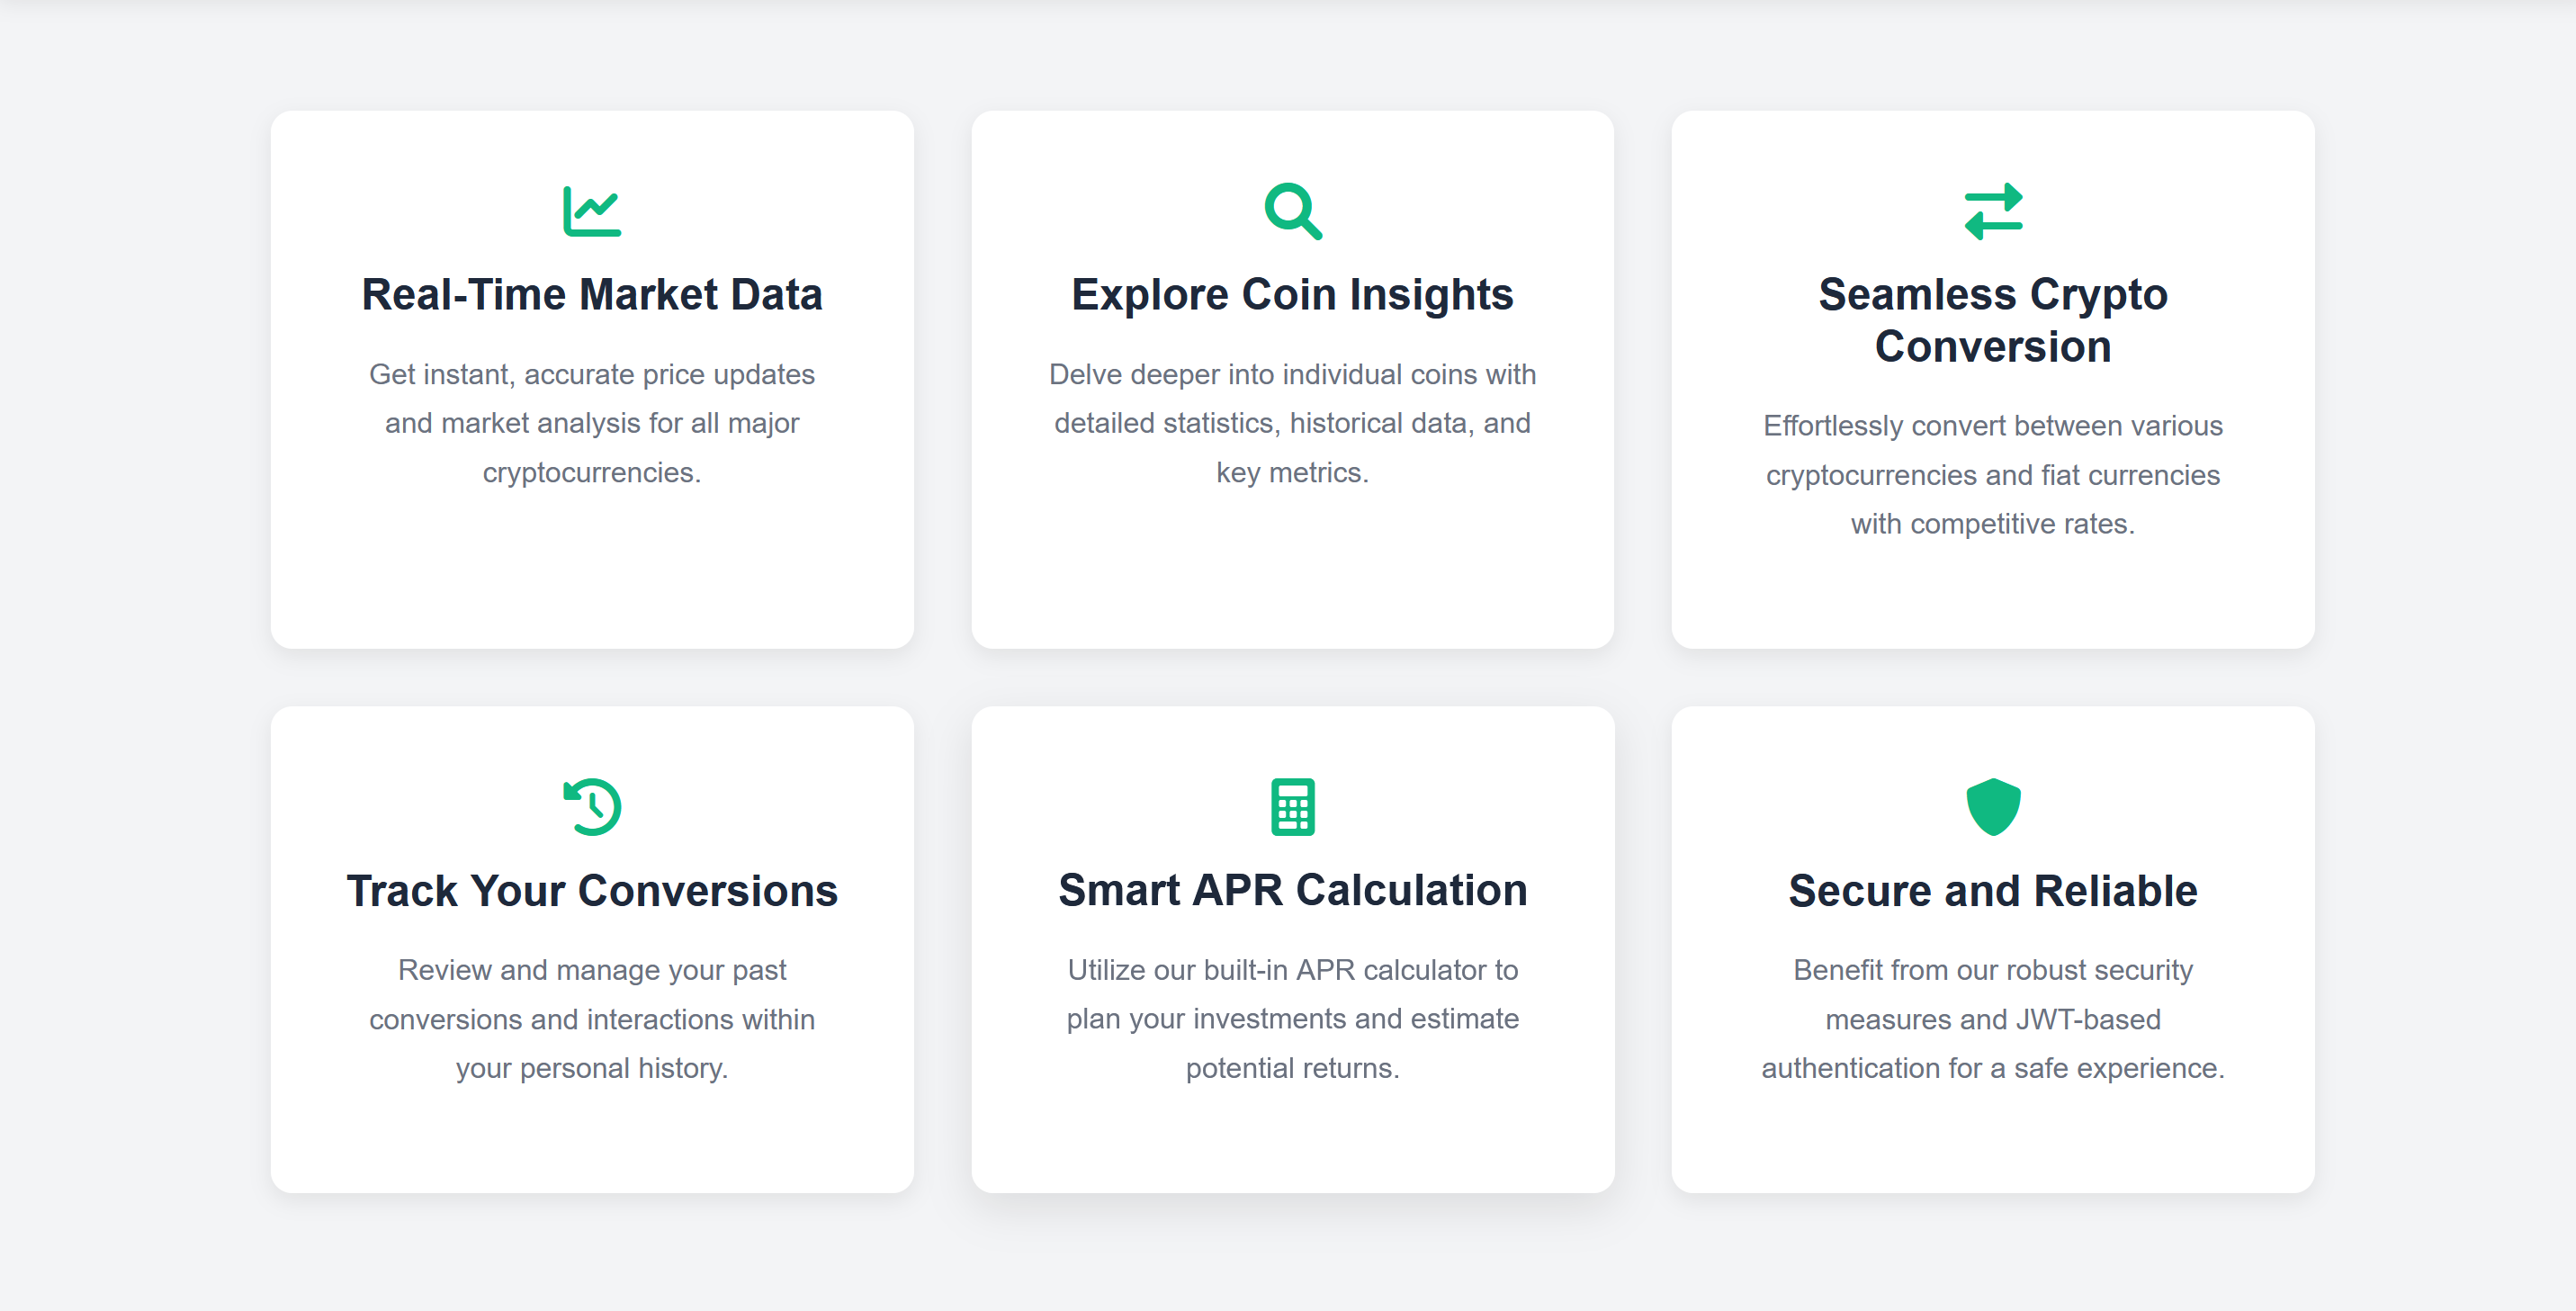 Real-Time Market Data
Get instant, accurate price updates
and market analysis for all major
cryptocurrencies.
Explore Coin Insights
Delve deeper into individual coins with
detailed statistics, historical data, and
key metrics.
Seamless Crypto
Conversion
Effortlessly convert between various
cryptocurrencies and fiat currencies
with competitive rates.
Track Your Conversions
Review and manage your past
conversions and interactions within
your personal history.
Smart APR Calculation
Utilize our built-in APR calculator to
plan your investments and estimate
potential returns.
Secure and Reliable
Benefit from our robust security
measures and JWT-based
authentication for a safe experience.